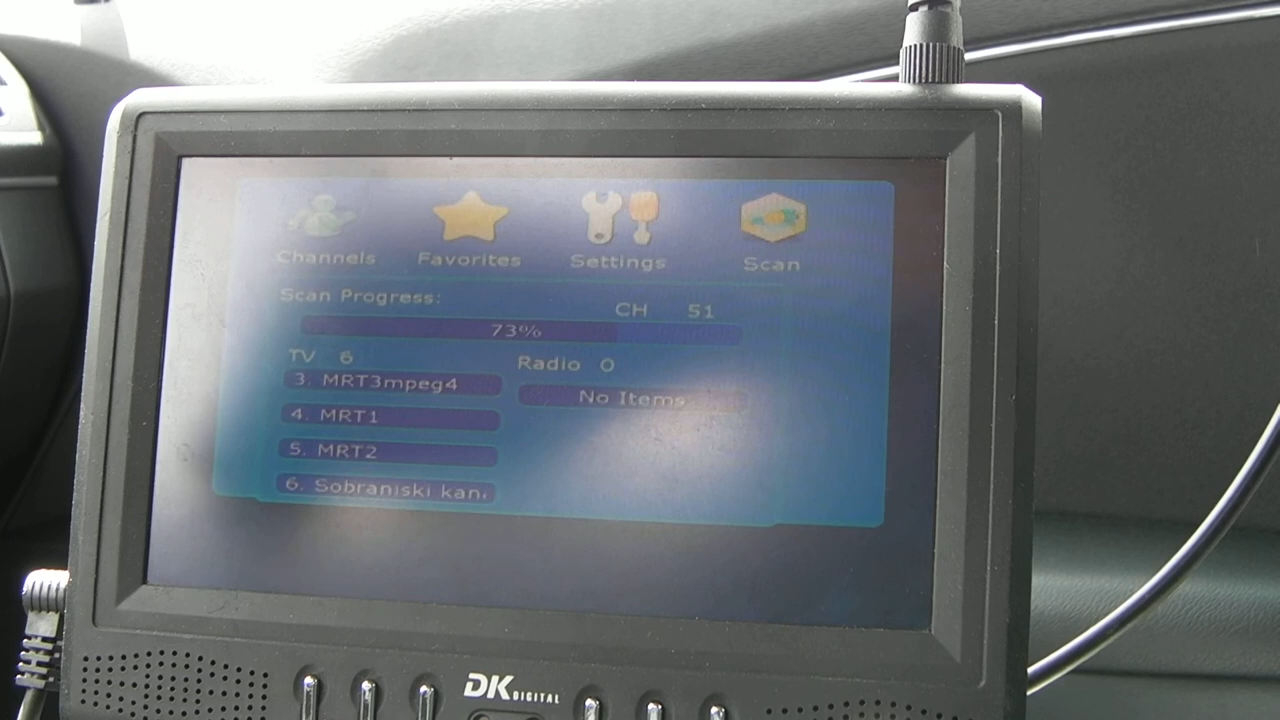 Channels Favorites Settings Scan
Scan Progress:
CH 51
73%
TV 6
Radio 0
3. MRT3mpeg4
No Items
4. MRT1
5. MRT2
6. Sobraniski kan
DK DIGITAL